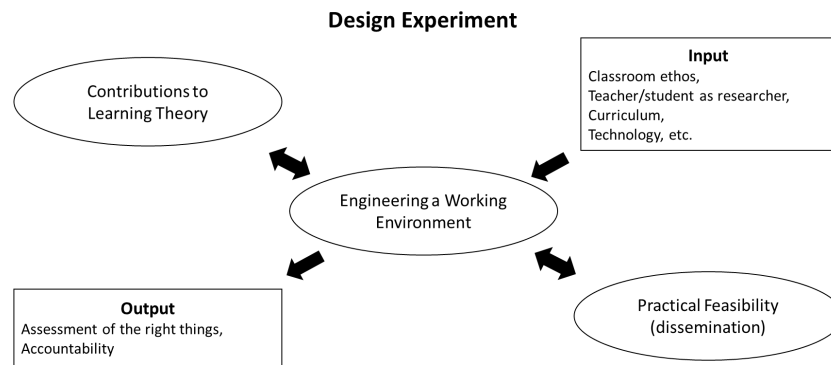 Design Experiment
Contributions to
Learning Theory
Input
Classroom ethos,
Teacher/student as researcher,
Curriculum,
Technology, etc.
Engineering a Working
Environment
Output
Assessment of the right things,
Accountability
Practical Feasibility
(dissemination)